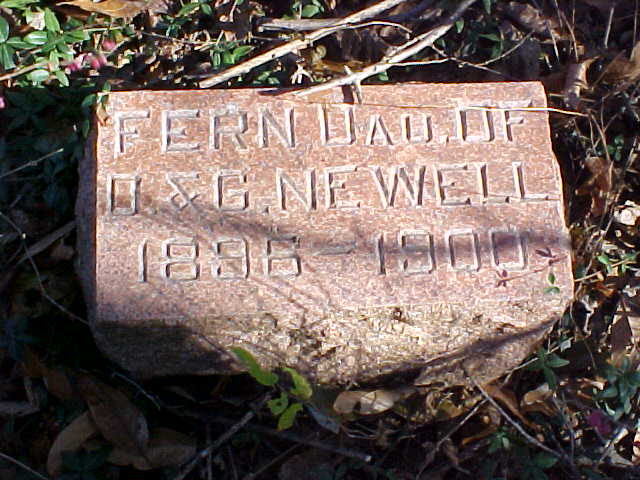 FERN, DAU. OF
O. & G. NEWELL
1896 – 1900